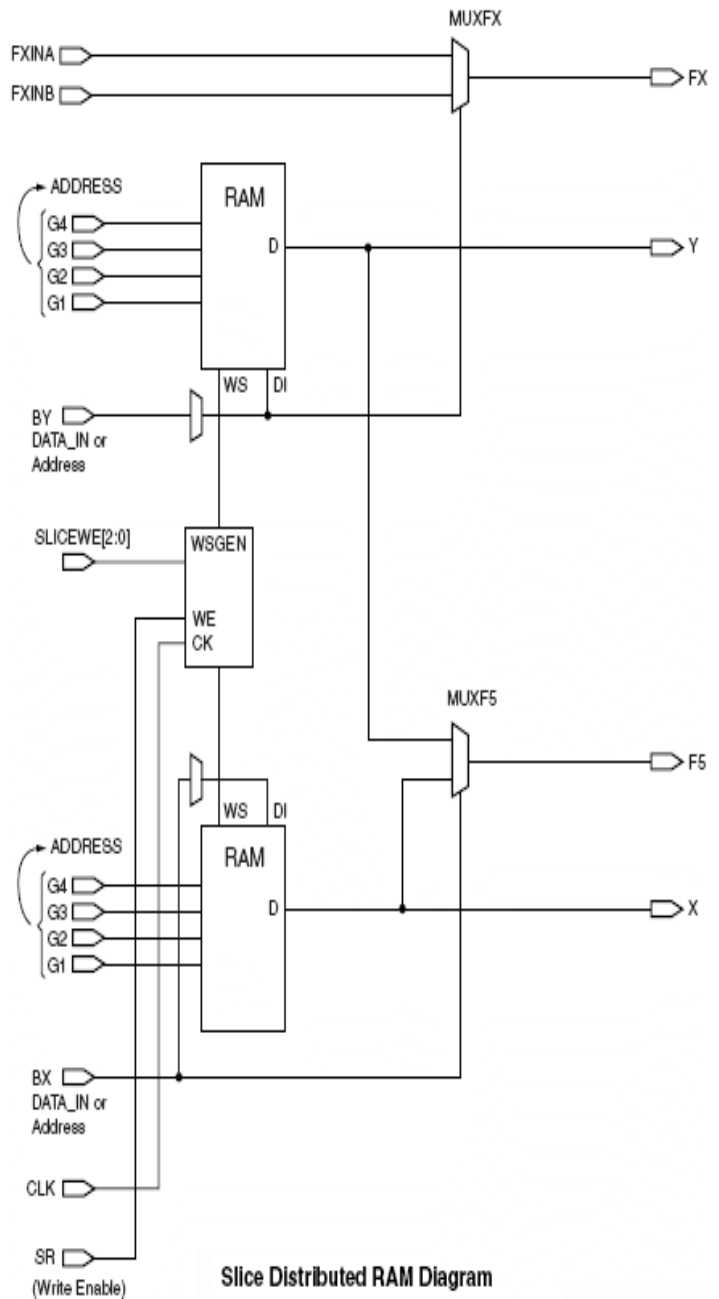 MUXFX
FXINA
FX
FXINB
ADDRESS
RAM
G4
G3
D
Y
G2
G1
WS
DI
BY
DATA_IN or
Address
SLICEWE[2:0]
WSGEN
WE
CK
MUXF5
F5
WS
DI
ADDRESS
RAM
G4
G3
D
X
G2
G1
BX
DATA_IN or
Address
CLK
SR
(Write Enable)
Slice Distributed RAM Diagram